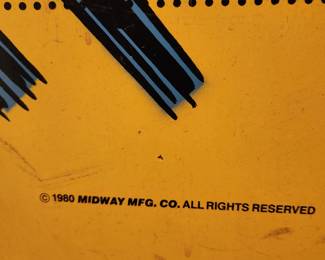 © 1980 MIDWAY MFG. CO. ALL RIGHTS RESERVED